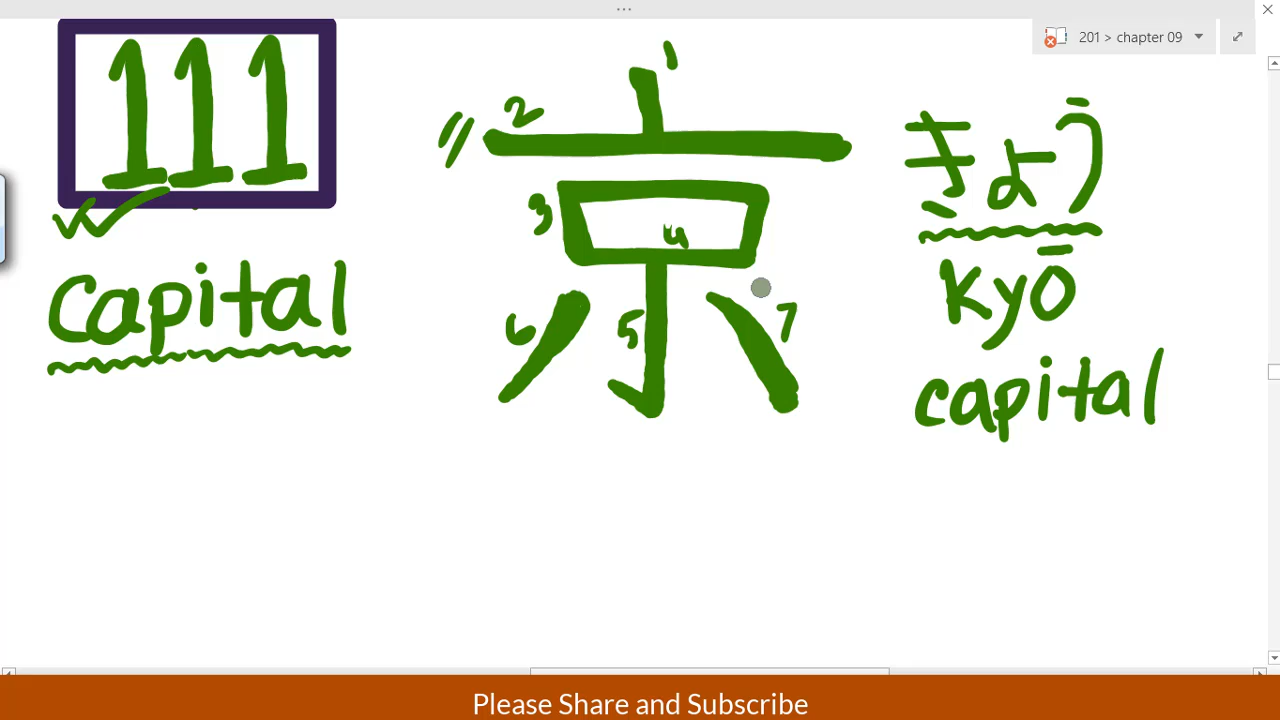 ...
201 > chapter 09
111
capital
京
1
2
3
4
5
6
7
きょう
kyō
capital
Please Share and Subscribe